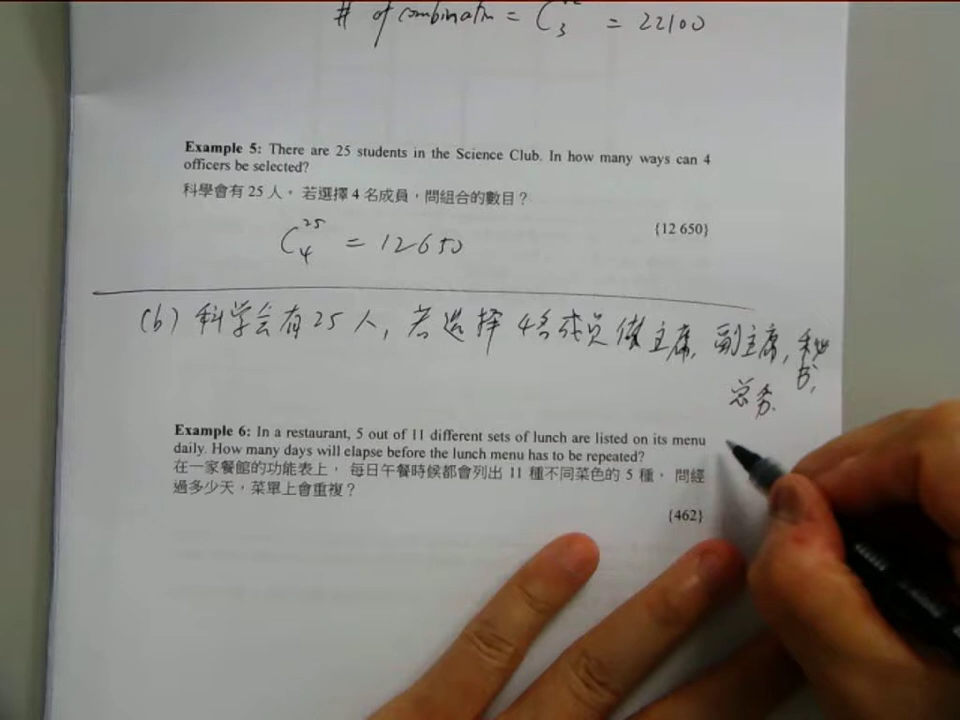 # of combinatn = C₃ = 22100
Example 5: There are 25 students in the Science Club. In how many ways can 4
officers be selected?
科學會有 25 人。若選擇 4 名成員，問組合的數目？
{12 650}
C₄²⁵ = 12650
(b) 科学会有25人, 若选择 4名成员做主席, 副主席, 秘书,
总务.
Example 6: In a restaurant, 5 out of 11 different sets of lunch are listed on its menu
daily. How many days will elapse before the lunch menu has to be repeated?
在一家餐館的功能表上， 每日午餐時候都會列出 11 種不同菜色的 5 種， 問經
過多少天，菜單上會重複？
{462}